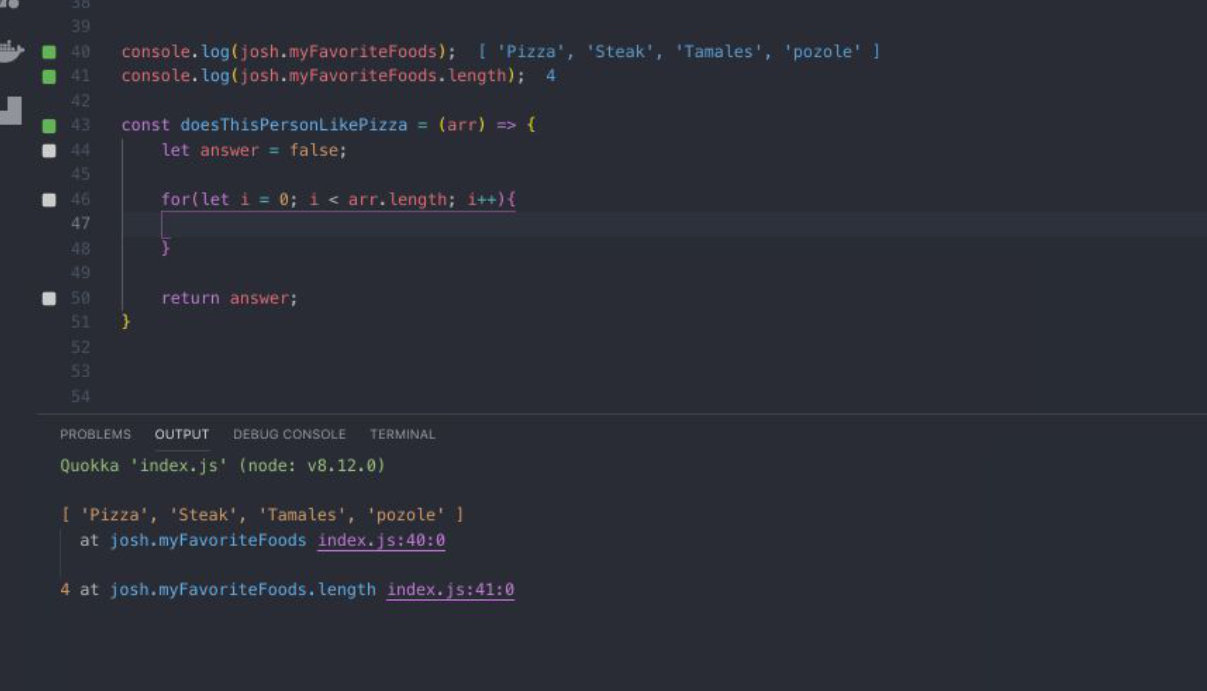 38
39
40 console.log(josh.myFavoriteFoods); [ 'Pizza', 'Steak', 'Tamales', 'pozole' ]
41 console.log(josh.myFavoriteFoods.length); 4
42
43 const doesThisPersonLikePizza = (arr) => {
44 let answer = false;
45
46 for(let i = 0; i < arr.length; i++){
47
48 }
49
50 return answer;
51 }
52
53
54
PROBLEMS OUTPUT DEBUG CONSOLE TERMINAL
Quokka 'index.js' (node: v8.12.0)
[ 'Pizza', 'Steak', 'Tamales', 'pozole' ]
at josh.myFavoriteFoods index.js:40:0
4 at josh.myFavoriteFoods.length index.js:41:0